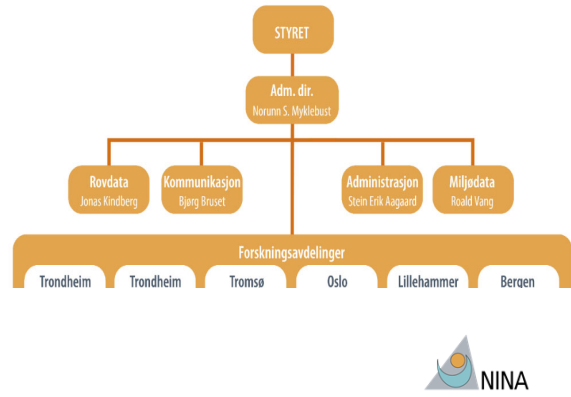 STYRET
Adm. dir.
Norunn S. Myklebust
Rovdata
Jonas Kindberg
Kommunikasjon
Bjørg Bruset
Administrasjon
Stein Erik Aagaard
Miljødata
Roald Vang
Forskningsavdelinger
Trondheim
Trondheim
Tromsø
Oslo
Lillehammer
Bergen
NINA